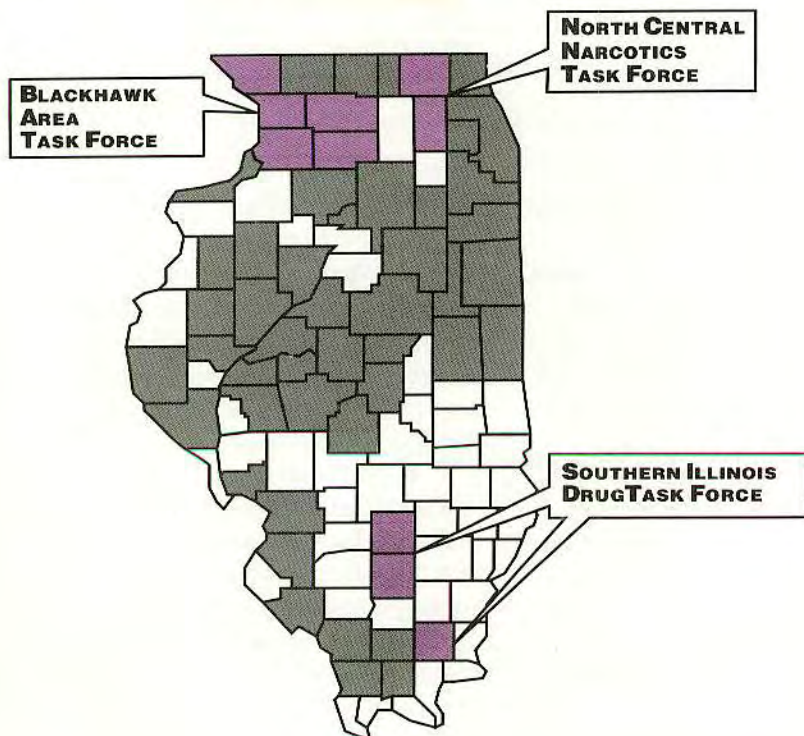 BLACKHAWK
AREA
TASK FORCE
NORTH CENTRAL
NARCOTICS
TASK FORCE
SOUTHERN ILLINOIS
DRUGTASK FORCE